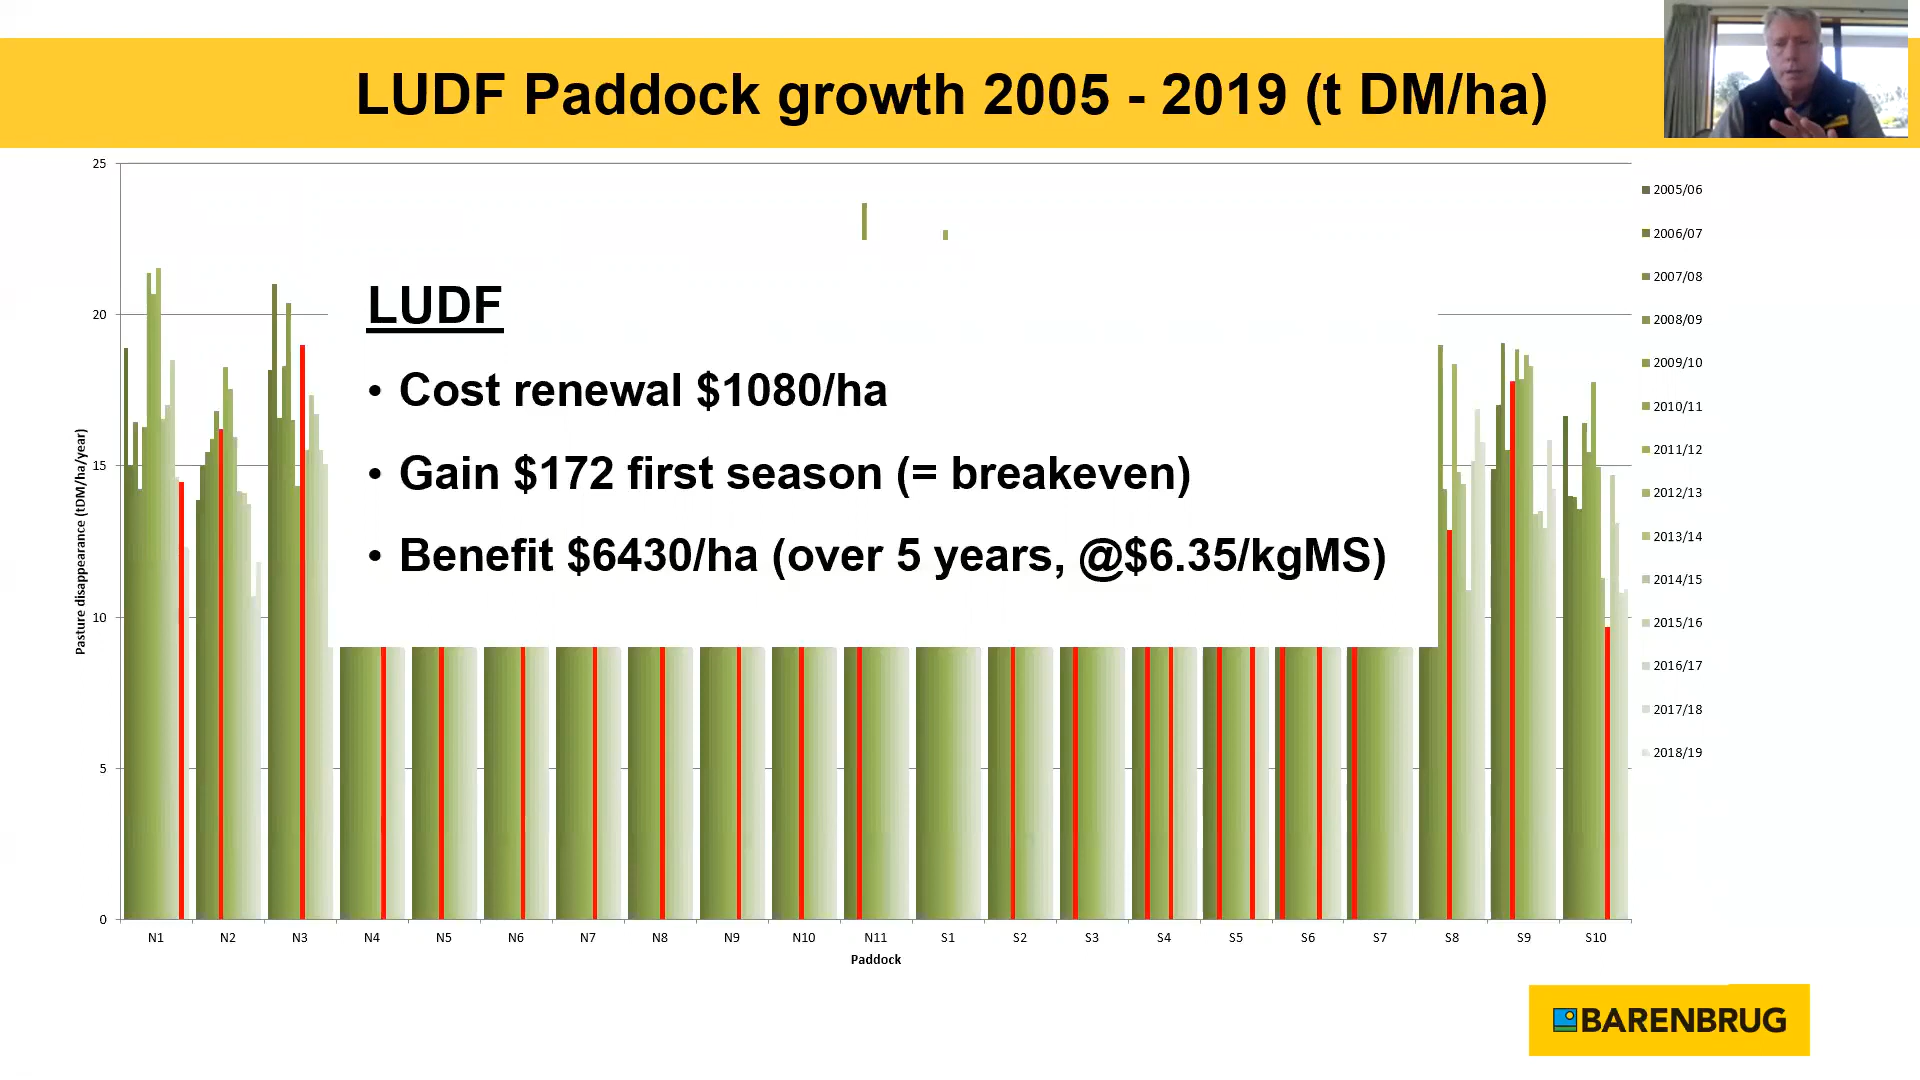 LUDF Paddock growth 2005 - 2019 (t DM/ha)
25
20
15
10
5
0
Pasture disappearance (tDM/ha/year)
LUDF
• Cost renewal $1080/ha
• Gain $172 first season (= breakeven)
• Benefit $6430/ha (over 5 years, @$6.35/kgMS)
2005/06
2006/07
2007/08
2008/09
2009/10
2010/11
2011/12
2012/13
2013/14
2014/15
2015/16
2016/17
2017/18
2018/19
N1 N2 N3 N4 N5 N6 N7 N8 N9 N10 N11 S1 S2 S3 S4 S5 S6 S7 S8 S9 S10
Paddock
BARENBRUG